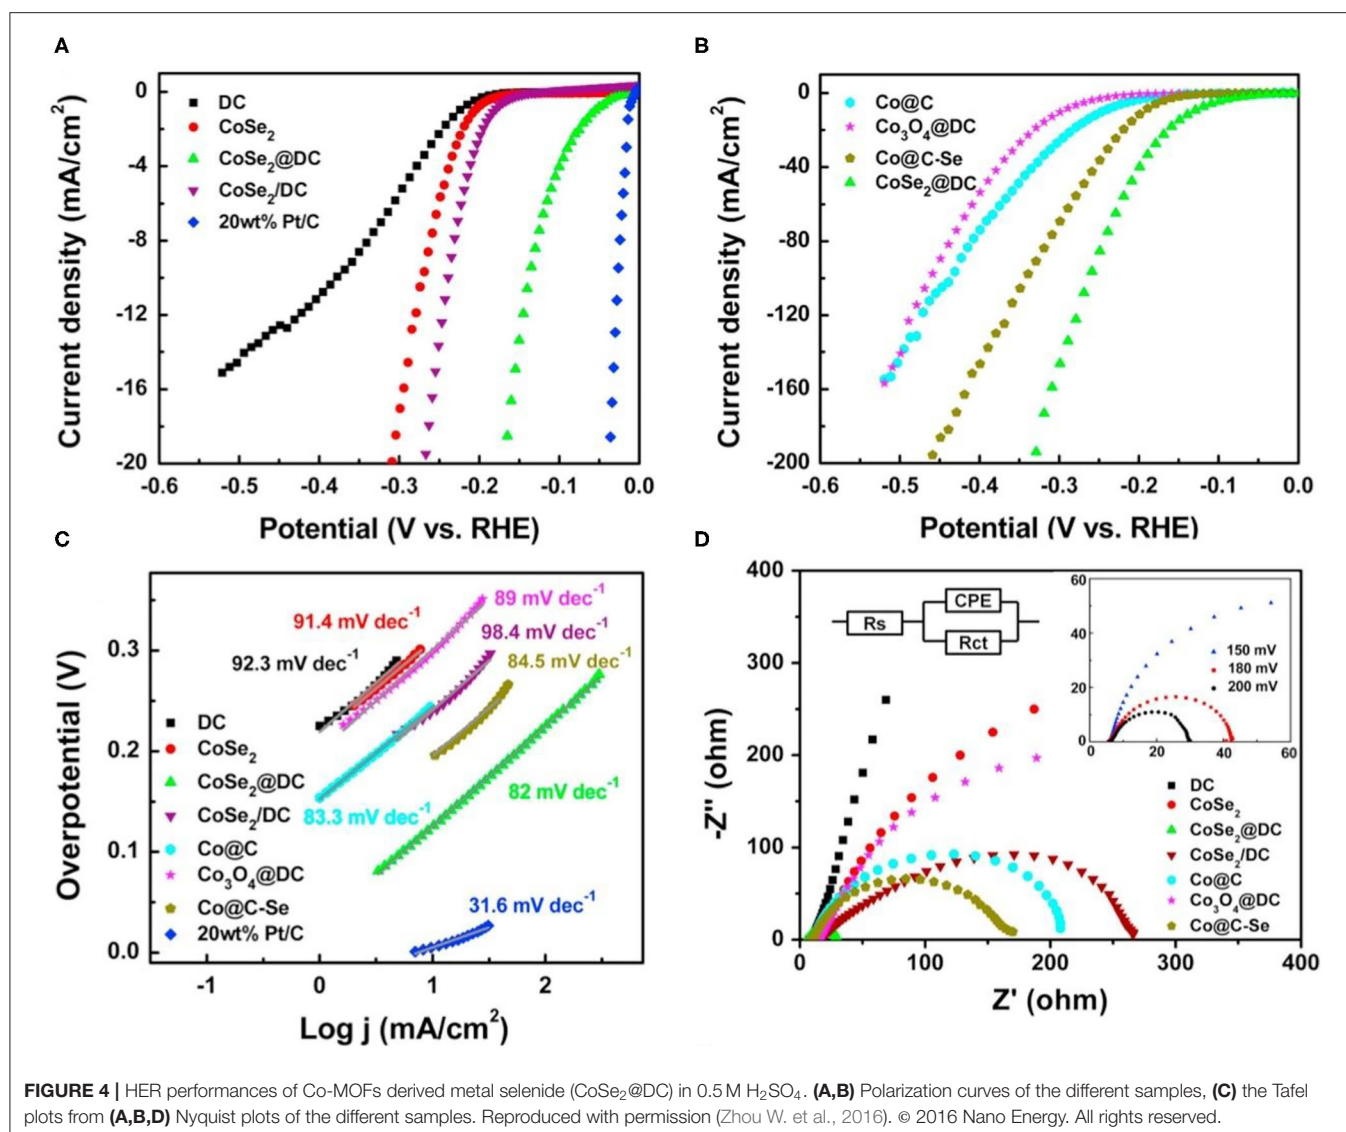 A
Current density (mA/cm²)
0
-4
-8
-12
-16
-20
DC
CoSe₂
CoSe₂@DC
CoSe₂/DC
20wt% Pt/C
-0.6 -0.5 -0.4 -0.3 -0.2 -0.1 0.0
Potential (V vs. RHE)
B
Current density (mA/cm²)
0
-40
-80
-120
-160
-200
Co@C
Co₃O₄@DC
Co@C-Se
CoSe₂@DC
-0.6 -0.5 -0.4 -0.3 -0.2 -0.1 0.0
Potential (V vs. RHE)
C
Overpotential (V)
0.3
0.2
0.1
0.0
89 mV dec⁻¹
91.4 mV dec⁻¹
98.4 mV dec⁻¹
92.3 mV dec⁻¹
84.5 mV dec⁻¹
82 mV dec⁻¹
83.3 mV dec⁻¹
31.6 mV dec⁻¹
DC
CoSe₂
CoSe₂@DC
CoSe₂/DC
Co@C
Co₃O₄@DC
Co@C-Se
20wt% Pt/C
-1 0 1 2
Log j (mA/cm²)
D
-Z'' (ohm)
400
300
200
100
0
Rs
CPE
Rct
60
40
20
0
150 mV
180 mV
200 mV
0 20 40 60
DC
CoSe₂
CoSe₂@DC
CoSe₂/DC
Co@C
Co₃O₄@DC
Co@C-Se
0 100 200 300 400
Z' (ohm)
FIGURE 4 | HER performances of Co-MOFs derived metal selenide (CoSe₂@DC) in 0.5 M H₂SO₄. (A,B) Polarization curves of the different samples, (C) the Tafel
plots from (A,B,D) Nyquist plots of the different samples. Reproduced with permission (Zhou W. et al., 2016). © 2016 Nano Energy. All rights reserved.